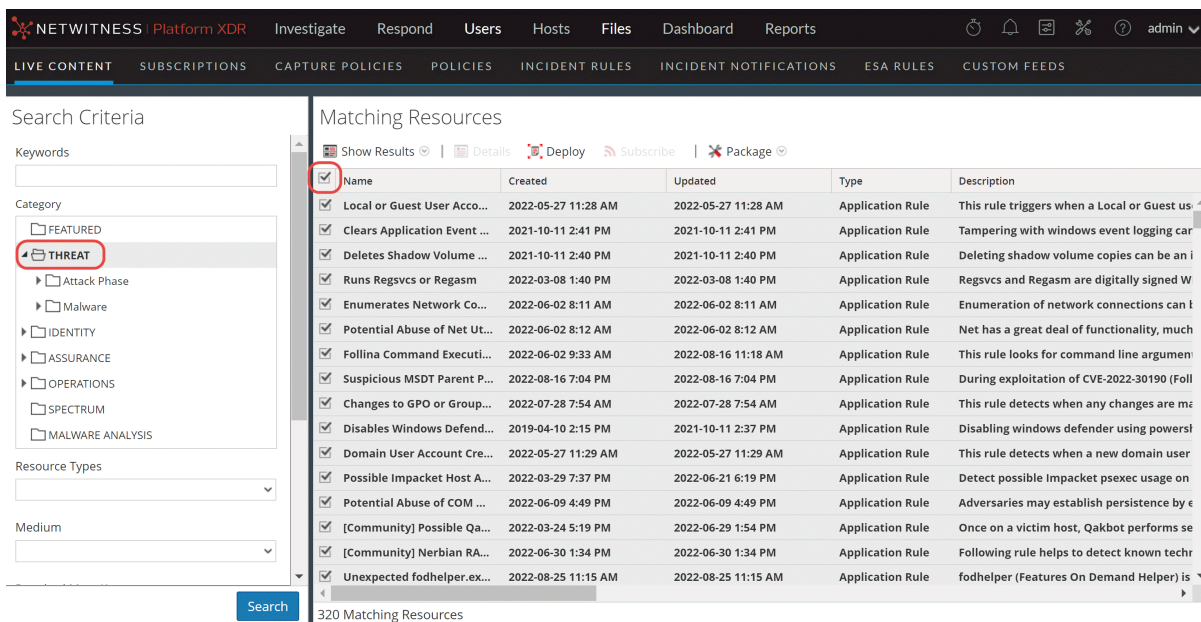 NETWITNESS Platform XDR Investigate Respond Users Hosts Files Dashboard Reports admin
LIVE CONTENT SUBSCRIPTIONS CAPTURE POLICIES POLICIES INCIDENT RULES INCIDENT NOTIFICATIONS ESA RULES CUSTOM FEEDS
Search Criteria
Keywords
Category
FEATURED
THREAT
Attack Phase
Malware
IDENTITY
ASSURANCE
OPERATIONS
SPECTRUM
MALWARE ANALYSIS
Resource Types
Medium
Search
Matching Resources
Show Results Details Deploy Subscribe Package
Name Created Updated Type Description
Local or Guest User Acco... 2022-05-27 11:28 AM 2022-05-27 11:28 AM Application Rule This rule triggers when a Local or Guest us
Clears Application Event ... 2021-10-11 2:41 PM 2021-10-11 2:41 PM Application Rule Tampering with windows event logging car
Deletes Shadow Volume ... 2021-10-11 2:40 PM 2021-10-11 2:40 PM Application Rule Deleting shadow volume copies can be an i
Runs Regsvcs or Regasm 2022-03-08 1:40 PM 2022-03-08 1:40 PM Application Rule Regsvcs and Regasm are digitally signed W
Enumerates Network Co... 2022-06-02 8:11 AM 2022-06-02 8:11 AM Application Rule Enumeration of network connections can
Potential Abuse of Net Ut... 2022-06-02 8:12 AM 2022-06-02 8:12 AM Application Rule Net has a great deal of functionality, much
Follina Command Executi... 2022-06-02 9:33 AM 2022-08-16 11:18 AM Application Rule This rule looks for command line argument
Suspicious MSDT Parent P... 2022-08-16 7:04 PM 2022-08-16 7:04 PM Application Rule During exploitation of CVE-2022-30190 (Foll
Changes to GPO or Group... 2022-07-28 7:54 AM 2022-07-28 7:54 AM Application Rule This rule detects when any changes are ma
Disables Windows Defend... 2019-04-10 2:15 PM 2021-10-11 2:37 PM Application Rule Disabling windows defender using powersh
Domain User Account Cre... 2022-05-27 11:29 AM 2022-05-27 11:29 AM Application Rule This rule detects when a new domain user
Possible Impacket Host A... 2022-03-29 7:37 PM 2022-06-21 6:19 PM Application Rule Detect possible Impacket psexec usage on
Potential Abuse of COM ... 2022-06-09 4:49 PM 2022-06-09 4:49 PM Application Rule Adversaries may establish persistence by e
[Community] Possible Qa... 2022-03-24 5:19 PM 2022-06-29 1:54 PM Application Rule Once on a victim host, Qakbot performs se
[Community] Nerbian RA... 2022-06-30 1:34 PM 2022-06-30 1:34 PM Application Rule Following rule helps to detect known techr
Unexpected fodhelper.ex... 2022-08-25 11:15 AM 2022-08-25 11:15 AM Application Rule fodhelper (Features On Demand Helper) is
320 Matching Resources